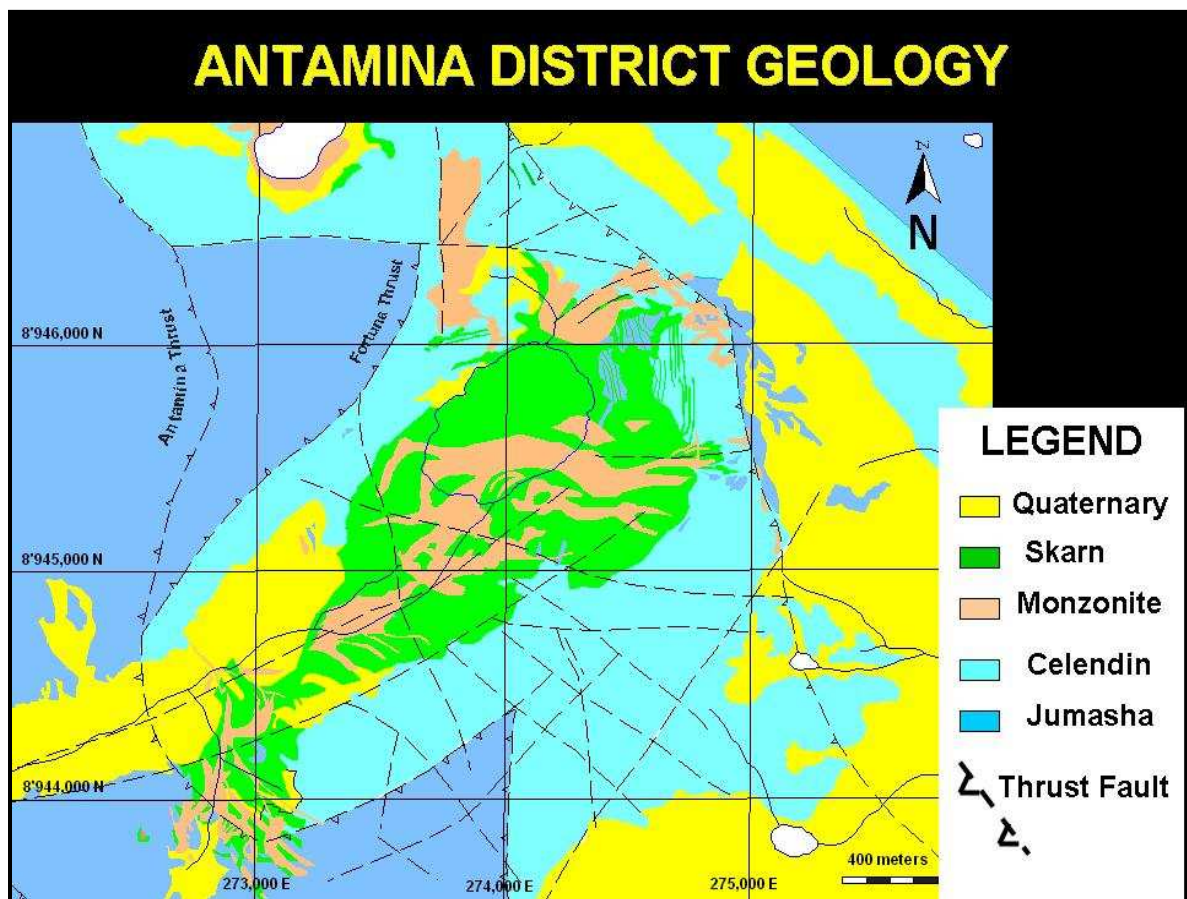 ANTAMINA DISTRICT GEOLOGY
Z
N
8'946,000 N
Antamina Thrust
Fortuna Thrust
8'945,000 N
8'944,000 N
273,000 E
274,000 E
275,000 E
400 meters
LEGEND
Quaternary
Skarn
Monzonite
Celendin
Jumasha
Thrust Fault